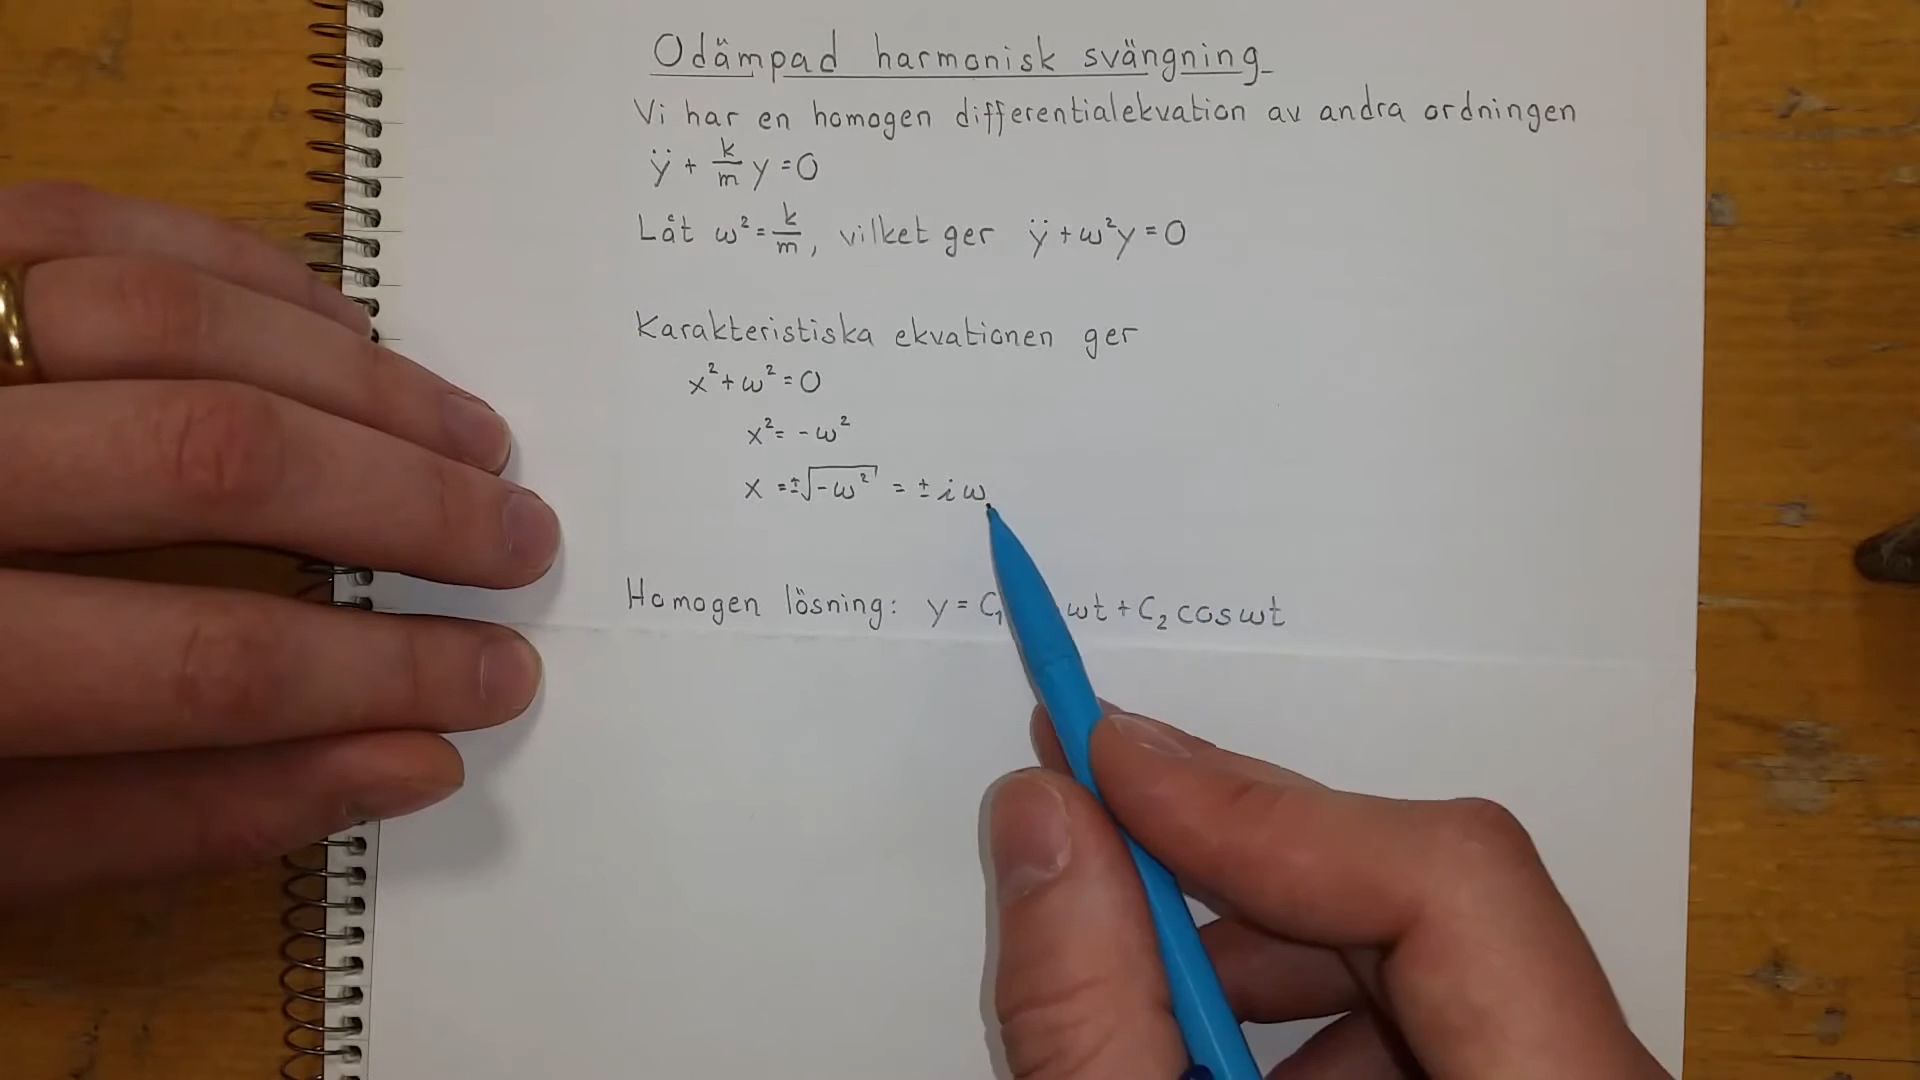 Odämpad harmonisk svängning
Vi har en homogen differentialekvation av andra ordningen
ÿ + k/m y = 0
Låt ω² = k/m, vilket ger ÿ + ω²y = 0
Karakteristiska ekvationen ger
x² + ω² = 0
x² = -ω²
x = ±√-ω² = ± i ω
Homogen lösning: y = C₁ ωt + C₂ cos ωt